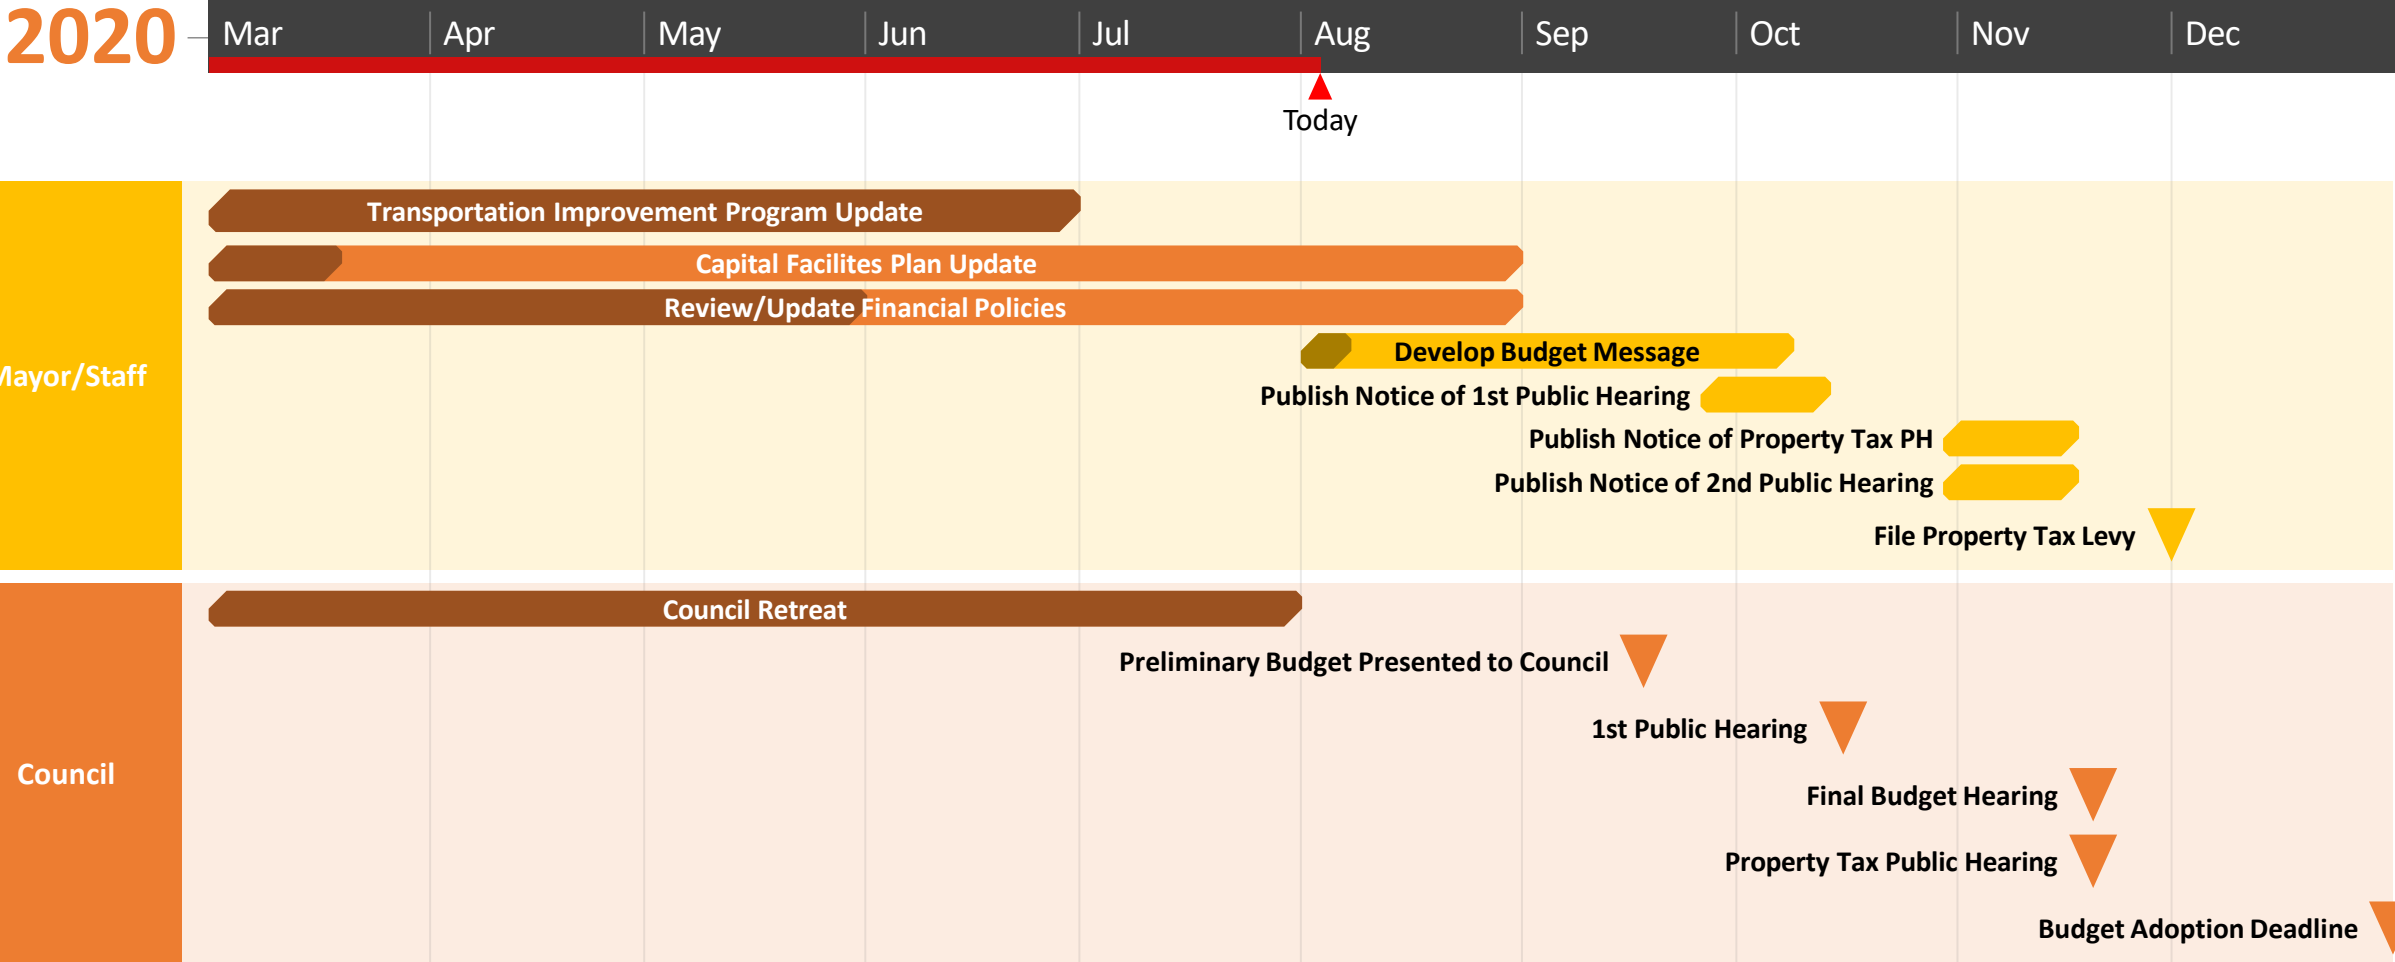 2020
Mar Apr May Jun Jul Aug Sep Oct Nov Dec
Today
Transportation Improvement Program Update
Capital Facilites Plan Update
Review/Update Financial Policies
Develop Budget Message
Mayor/Staff
Publish Notice of 1st Public Hearing
Publish Notice of Property Tax PH
Publish Notice of 2nd Public Hearing
File Property Tax Levy
Council Retreat
Preliminary Budget Presented to Council
1st Public Hearing
Council
Final Budget Hearing
Property Tax Public Hearing
Budget Adoption Deadline